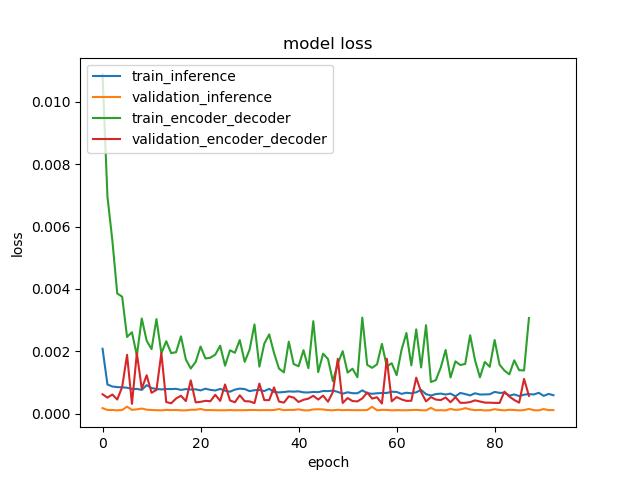 model loss
train_inference
validation_inference
train_encoder_decoder
validation_encoder_decoder
0.010
0.008
0.006
0.004
0.002
0.000
loss
0 20 40 60 80
epoch